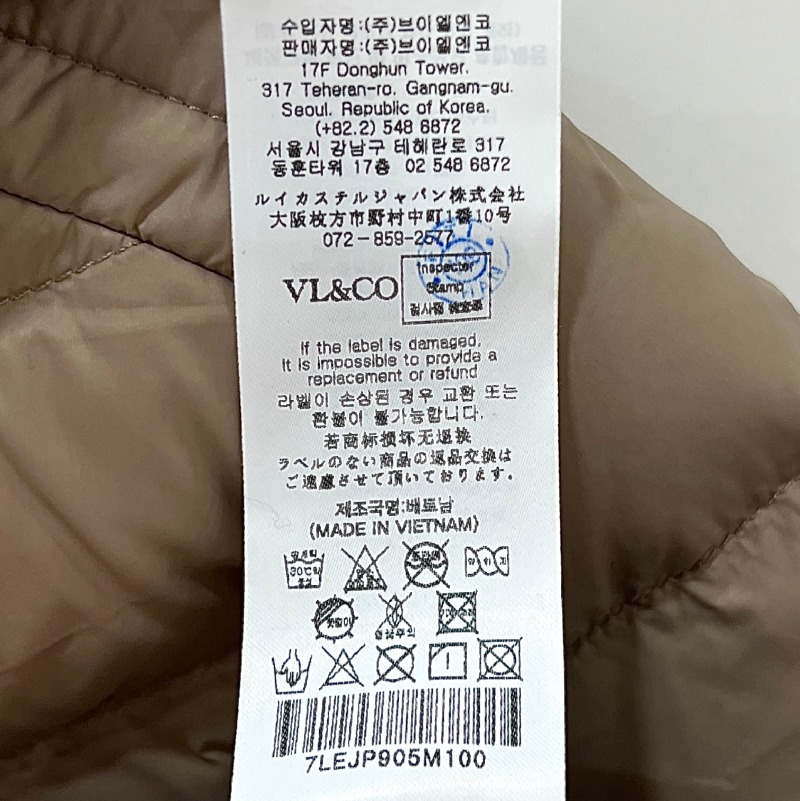 수입자명:(주)브이엘엔코
판매자명:(주)브이엘엔코
17F Donghun Tower.
317 Teheran-ro, Gangnam-gu.
Seoul. Republic of Korea.
(+82.2) 548 6872
서울시 강남구 테헤란로 317
동훈타워 17층 02 548 6872
ルイカステルジャパン株式会社
大阪枚方市野村中町1番10号
072-859-2577
VL&CO
Inspecter
Stamp
검사필
If the label is damaged,
It is impossible to provide a
replacement or refund
라벨이 손상된 경우 교환 또는
환불이 불가능합니다.
若商标损坏无退换
ラベルのない商品の返品交換は
ご遠慮させて頂いております。
제조국명:베트남
(MADE IN VIETNAM)
30℃
중성
7LEJP905M100